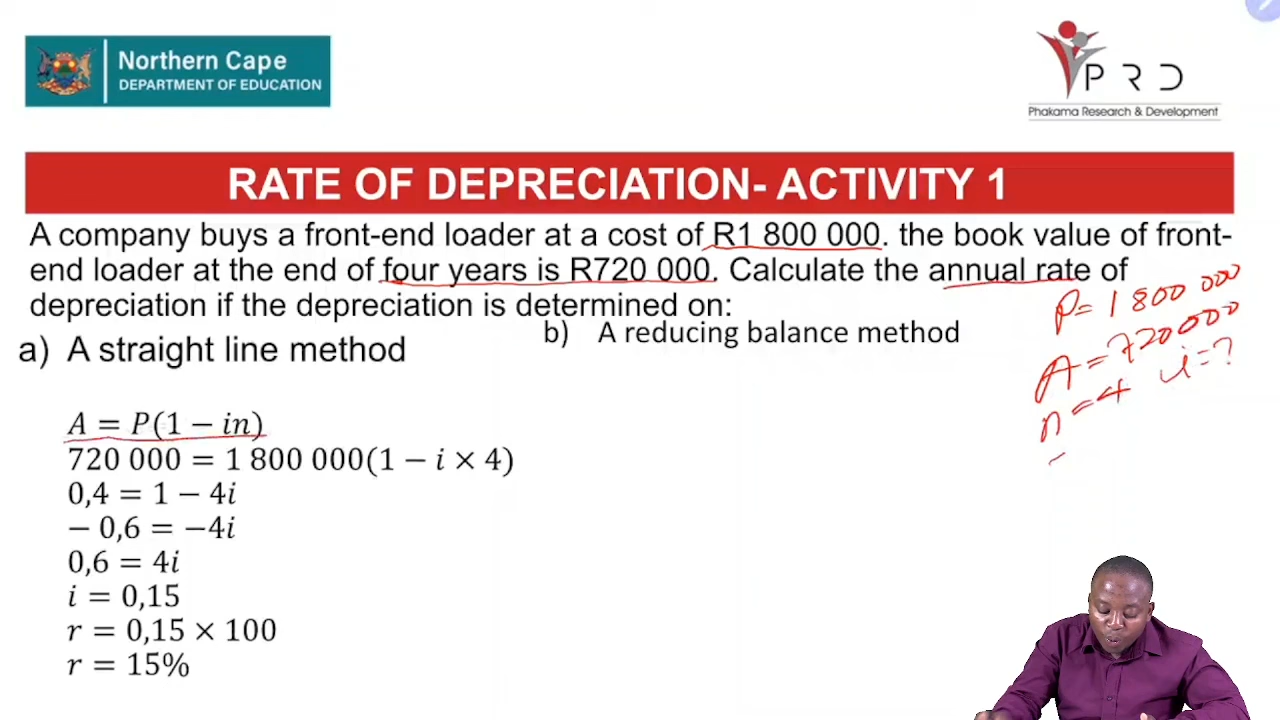 Northern Cape
DEPARTMENT OF EDUCATION
PRD
Phakama Research & Development
RATE OF DEPRECIATION- ACTIVITY 1
A company buys a front-end loader at a cost of R1 800 000. the book value of front-
end loader at the end of four years is R720 000. Calculate the annual rate of
depreciation if the depreciation is determined on:
a) A straight line method
b) A reducing balance method
P= 1 800 000
A = 720000
n = 4 i = ?
A = P(1 − in)
720 000 = 1 800 000(1 − i × 4)
0,4 = 1 − 4i
− 0,6 = −4i
0,6 = 4i
i = 0,15
r = 0,15 × 100
r = 15%